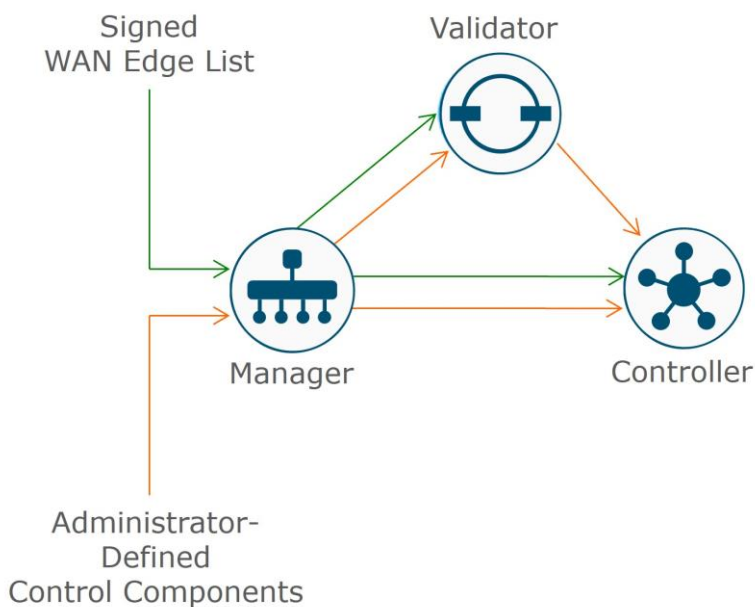 Signed
WAN Edge List
Validator
Manager
Controller
Administrator-
Defined
Control Components